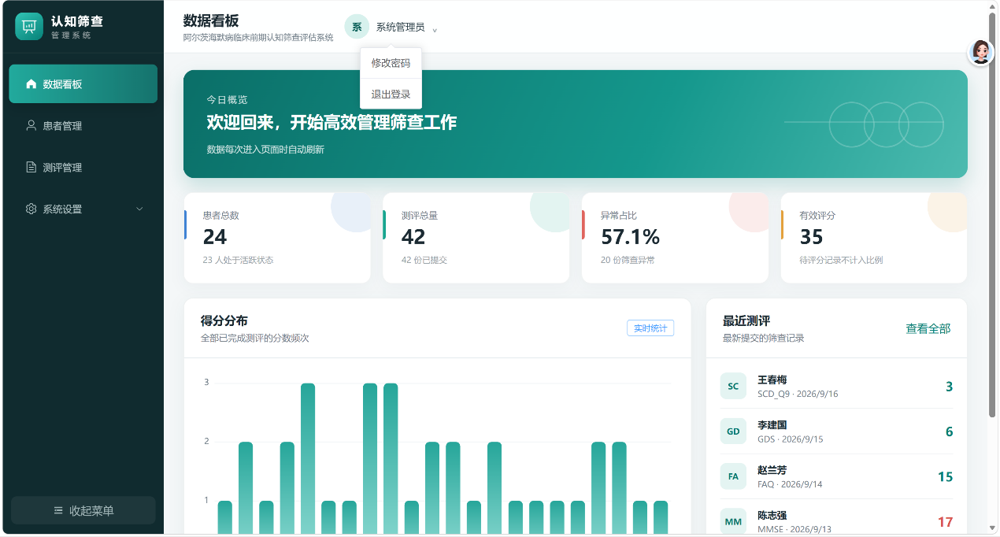 认知筛查
管理系统
数据看板
患者管理
测评管理
系统设置
收起菜单
数据看板
阿尔茨海默病临床前期认知筛查评估系统
系
系统管理员
修改密码
退出登录
今日概览
欢迎回来，开始高效管理筛查工作
数据每次进入页面时自动刷新
患者总数
24
23 人处于活跃状态
测评总量
42
42 份已提交
异常占比
57.1%
20 份筛查异常
有效评分
35
待评分记录不计入比例
得分分布
全部已完成测评的分数频次
实时统计
3
2
1
最近测评
最新提交的筛查记录
查看全部
SC
王春梅
SCD_Q9 · 2026/9/16
3
GD
李建国
GDS · 2026/9/15
6
FA
赵兰芳
FAQ · 2026/9/14
15
MM
陈志强
MMSE · 2026/9/13
17